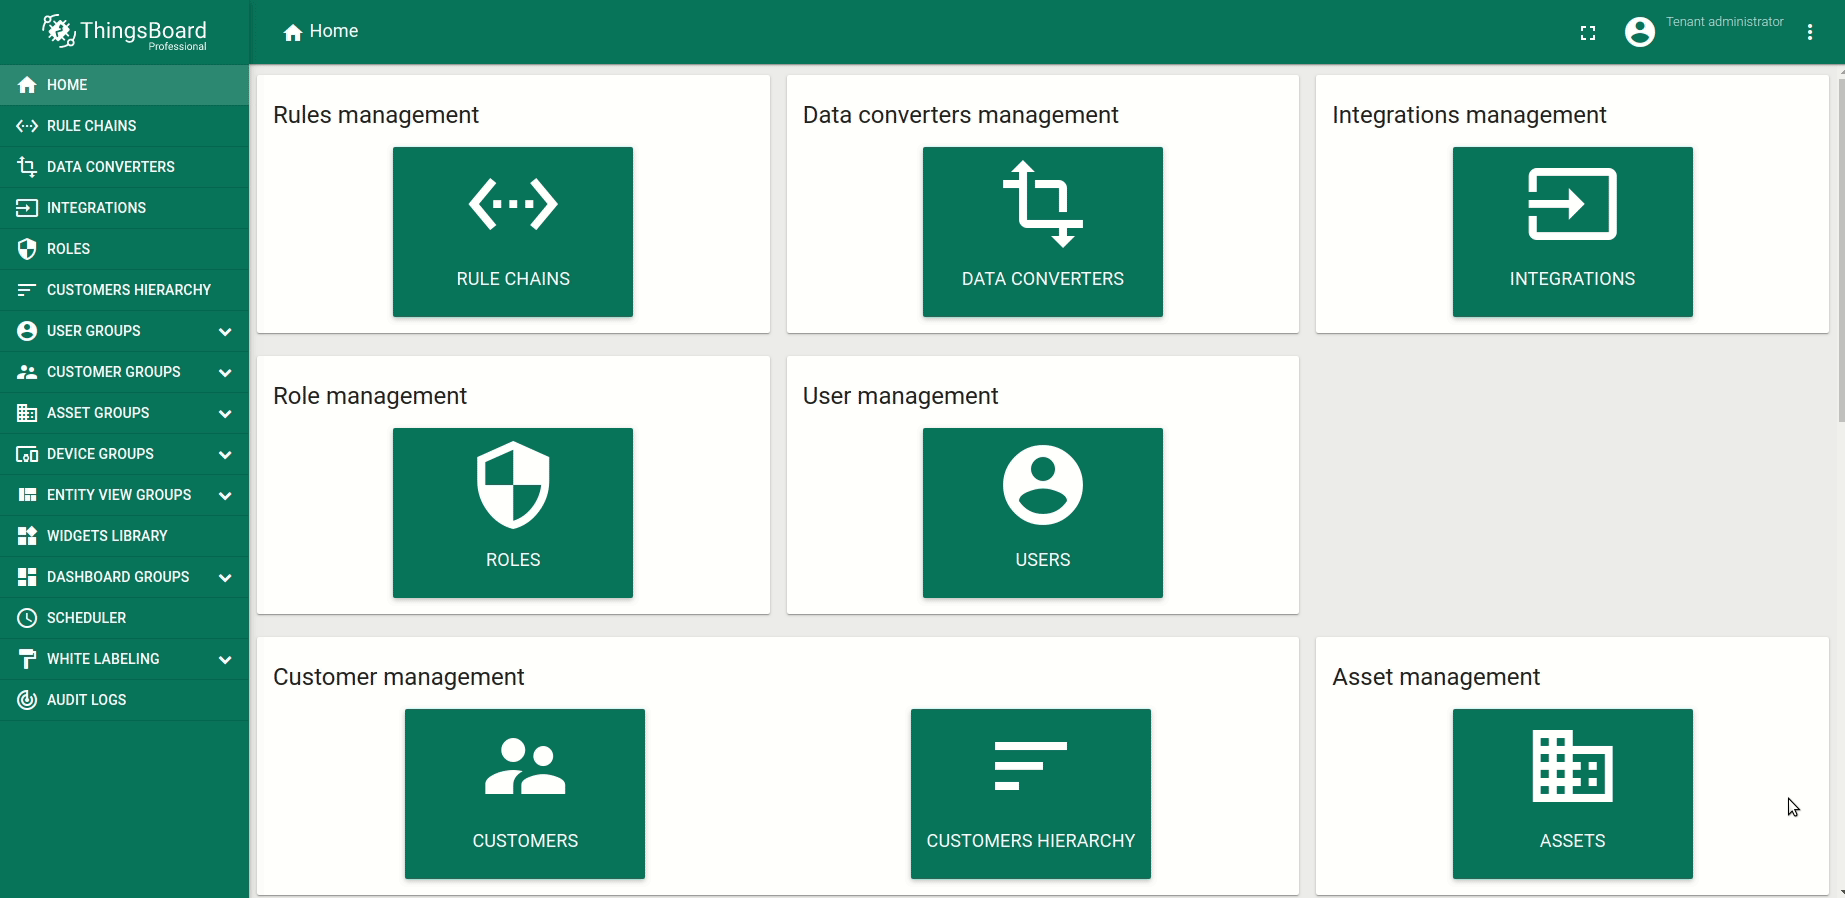 ThingsBoard
Professional
Home
Tenant administrator
HOME
RULE CHAINS
DATA CONVERTERS
INTEGRATIONS
ROLES
CUSTOMERS HIERARCHY
USER GROUPS
CUSTOMER GROUPS
ASSET GROUPS
DEVICE GROUPS
ENTITY VIEW GROUPS
WIDGETS LIBRARY
DASHBOARD GROUPS
SCHEDULER
WHITE LABELING
AUDIT LOGS
Rules management
RULE CHAINS
Data converters management
DATA CONVERTERS
Integrations management
INTEGRATIONS
Role management
ROLES
User management
USERS
Customer management
CUSTOMERS
CUSTOMERS HIERARCHY
Asset management
ASSETS